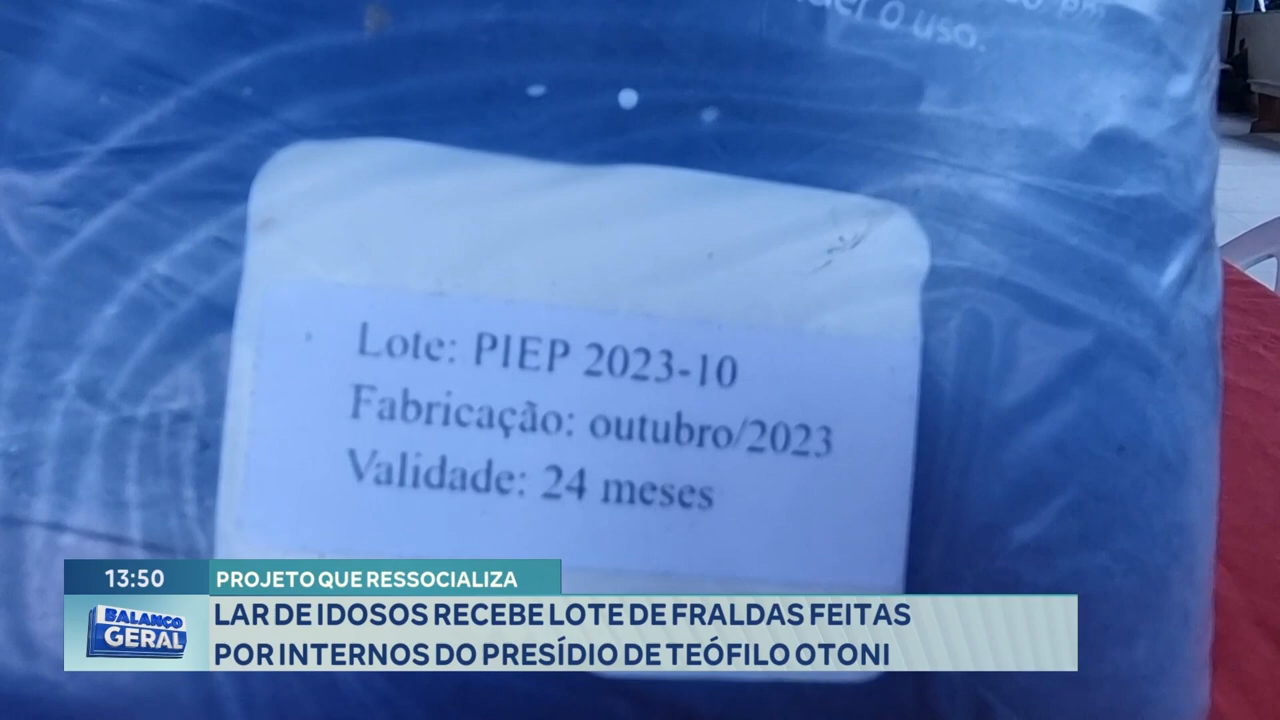 o uso.
Lote: PIEP 2023-10
Fabricação: outubro/2023
Validade: 24 meses
13:50
PROJETO QUE RESSOCIALIZA
BALANÇO
GERAL
LAR DE IDOSOS RECEBE LOTE DE FRALDAS FEITAS
POR INTERNOS DO PRESÍDIO DE TEÓFILO OTONI